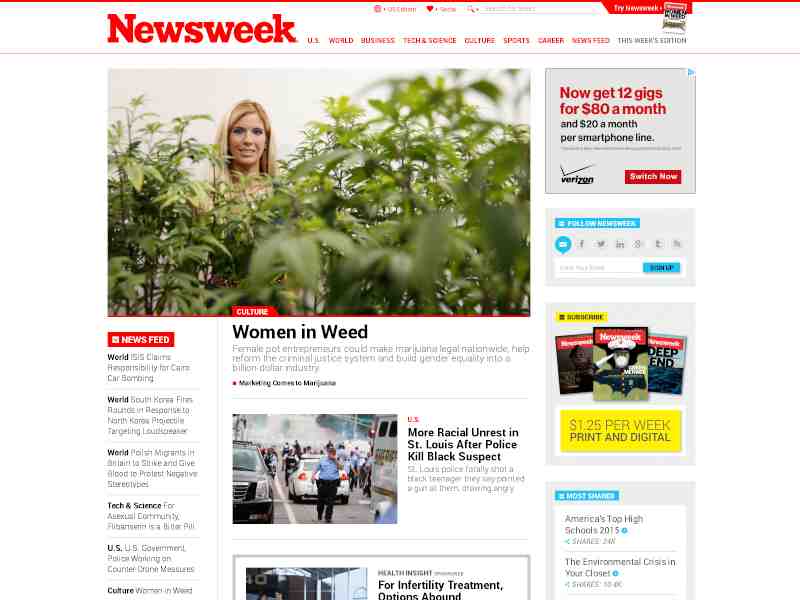 US Edition
Social
Search for Select
Try Newsweek
Newsweek
U.S. WORLD BUSINESS TECH & SCIENCE CULTURE SPORTS CAREER NEWS FEED THIS WEEK'S EDITION
Now get 12 gigs
for $80 a month
and $20 a month
per smartphone line.
verizon
Switch Now
FOLLOW NEWSWEEK
Enter Your Email
SIGN UP
CULTURE
Women in Weed
Female pot entrepreneurs could make marijuana legal nationwide, help
reform the criminal justice system and build gender equality into a
billion-dollar industry.
Marketing Comes to Marijuana
NEWS FEED
World ISIS Claims
Responsibility for Cairo
Car Bombing
World South Korea Fires
Rounds in Response to
North Korea Projectile
Targeting Loudspeaker
World Polish Migrants in
Britain to Strike and Give
Blood to Protest Negative
Stereotypes
Tech & Science For
Asexual Community,
Flibanserin Is a Bitter Pill
U.S. U.S. Government,
Police Working on
Counter-Drone Measures
Culture Women in Weed
U.S.
More Racial Unrest in
St. Louis After Police
Kill Black Suspect
St. Louis police fatally shot a
black teenager they say pointed
a gun at them, drawing angry
HEALTH INSIGHT SPONSORED
For Infertility Treatment,
Options Abound
SUBSCRIBE
Newsweek
Newsweek
Newsweek
DEEP
END
$1.25 PER WEEK
PRINT AND DIGITAL
MOST SHARED
America's Top High
Schools 2015
SHARES: 24K
The Environmental Crisis in
Your Closet
SHARES: 10.4K